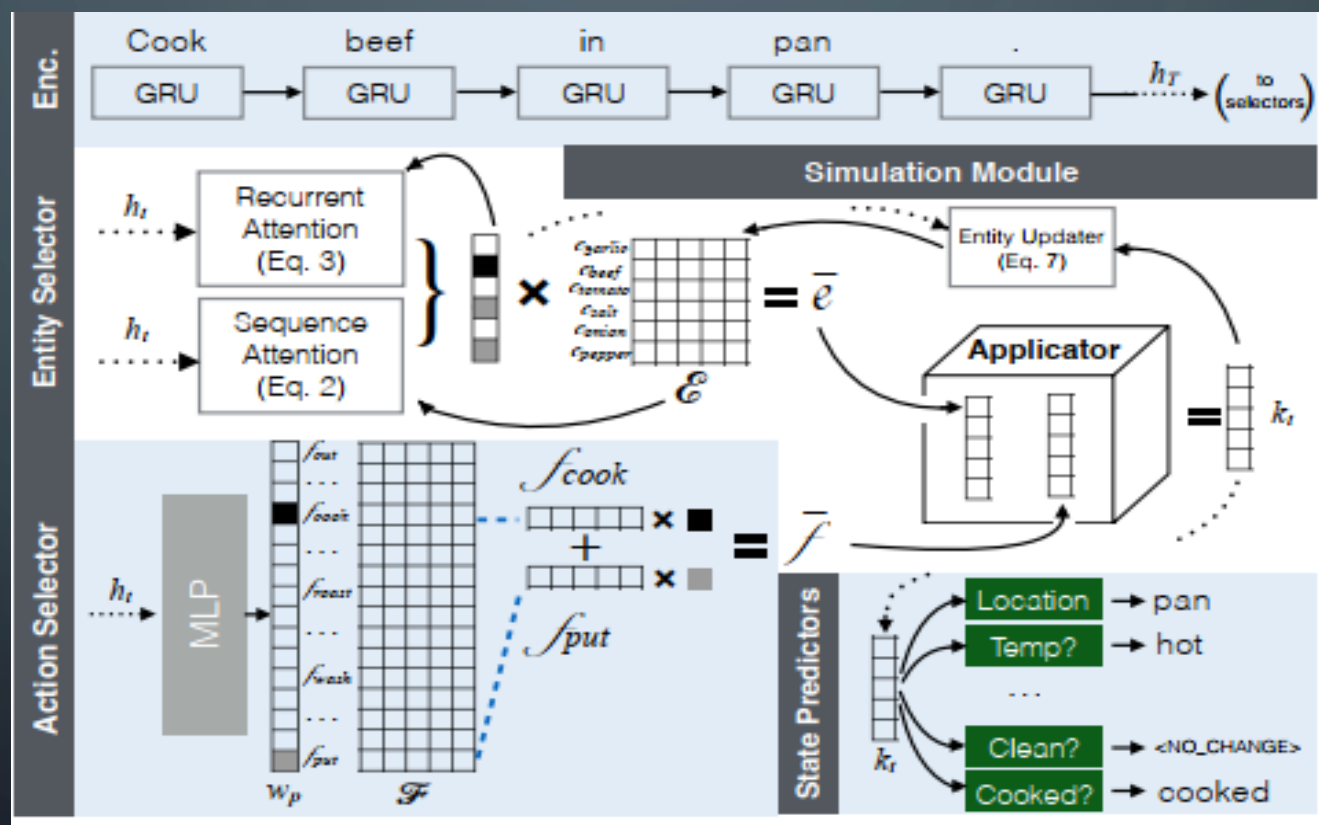 Enc.
Cook beef in pan .
GRU GRU GRU GRU GRU
h_T
(to selectors)
Simulation Module
Entity Selector
h_t
Recurrent
Attention
(Eq. 3)
h_t
Sequence
Attention
(Eq. 2)
}
×
e_garlic
e_beef
e_tomato
e_salt
e_onion
e_pepper
ℰ
= e̅
Entity Updater
(Eq. 7)
Applicator
= k_t
Action Selector
h_t
MLP
f_cut
...
f_cook
...
f_roast
...
f_wash
...
f_put
w_p
ℱ
f_cook
×
+
×
f_put
= f̅
State Predictors
k_t
Location pan
Temp? hot
...
Clean? <NO_CHANGE>
Cooked? cooked